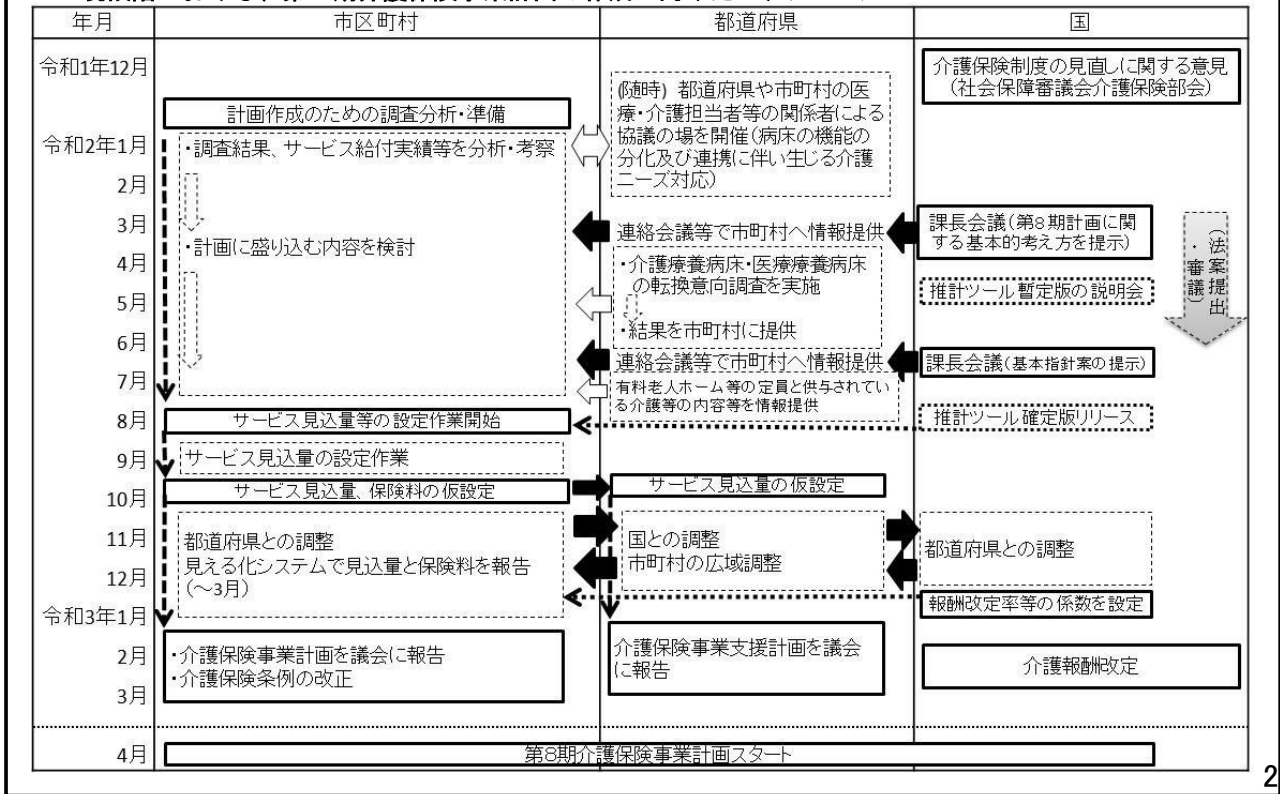 年月
市区町村
都道府県
国
令和1年12月
介護保険制度の見直しに関する意見
(社会保障審議会介護保険部会)
計画作成のための調査分析・準備
(随時) 都道府県や市町村の医
療・介護担当者等の関係者による
協議の場を開催(病床の機能の
分化及び連携に伴い生じる介護
ニーズ対応)
令和2年1月
・調査結果、サービス給付実績等を分析・考察
2月
3月
・計画に盛り込む内容を検討
連絡会議等で市町村へ情報提供
課長会議(第8期計画に関
する基本的考え方を提示)
(法案提出
・審議)
4月
・介護療養病床・医療療養病床
の転換意向調査を実施
推計ツール暫定版の説明会
5月
・結果を市町村に提供
6月
連絡会議等で市町村へ情報提供
課長会議(基本指針案の提示)
7月
有料老人ホーム等の定員と供与されてい
る介護等の内容等を情報提供
8月
サービス見込量等の設定作業開始
推計ツール確定版リリース
9月
サービス見込量の設定作業
10月
サービス見込量、保険料の仮設定
サービス見込量の仮設定
11月
都道府県との調整
見える化システムで見込量と保険料を報告
(～3月)
国との調整
市町村の広域調整
都道府県との調整
12月
令和3年1月
報酬改定率等の係数を設定
2月
・介護保険事業計画を議会に報告
・介護保険条例の改正
介護保険事業支援計画を議会
に報告
介護報酬改定
3月
4月
第8期介護保険事業計画スタート
2